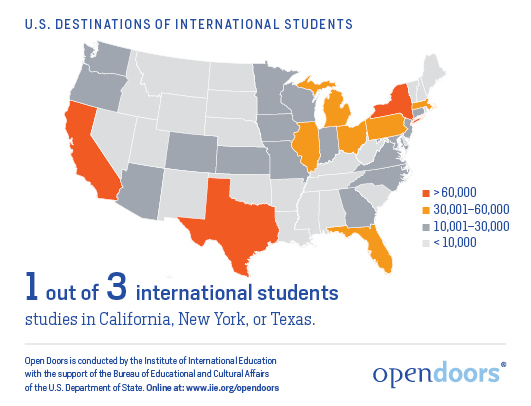 U.S. DESTINATIONS OF INTERNATIONAL STUDENTS
> 60,000
30,001–60,000
10,001–30,000
< 10,000
1 out of 3 international students
studies in California, New York, or Texas.
Open Doors is conducted by the Institute of International Education
with the support of the Bureau of Educational and Cultural Affairs
of the U.S. Department of State. Online at: www.iie.org/opendoors
opendoors®